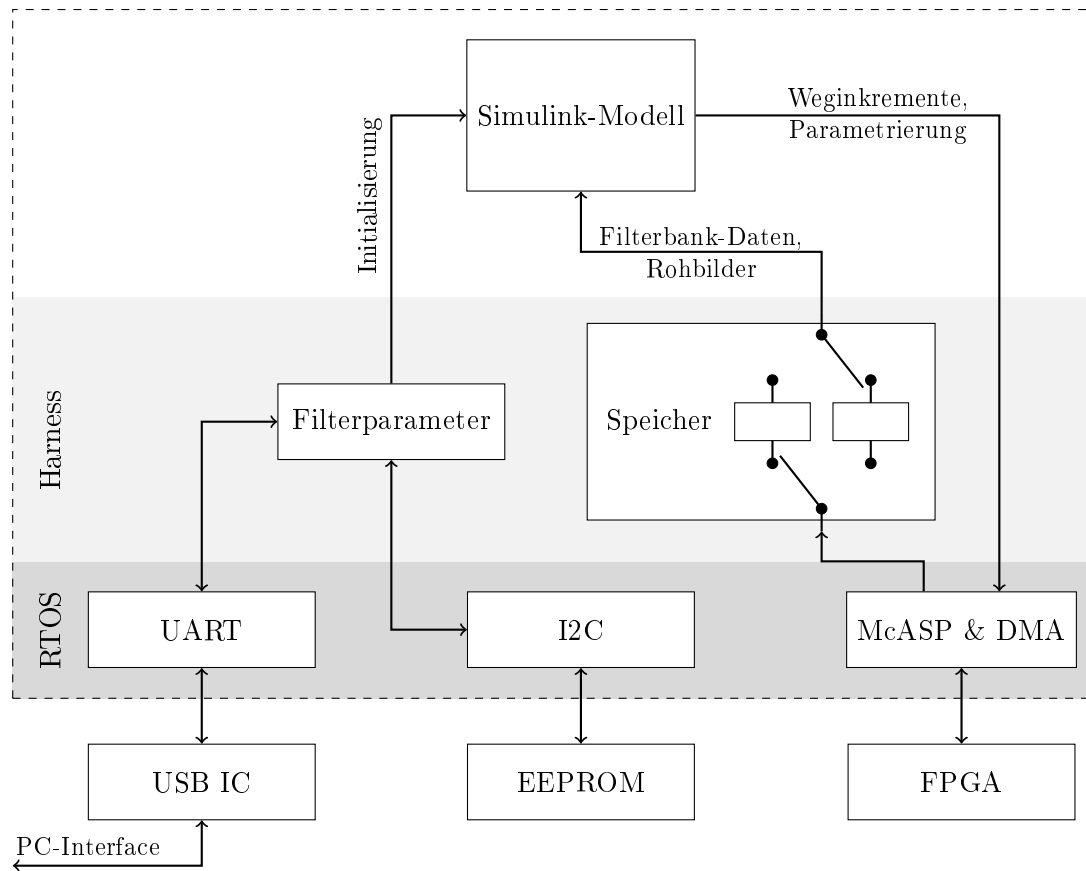 Simulink-Modell
Weginkremente,
Parametrierung
Initialisierung
Filterbank-Daten,
Rohbilder
Harness
Filterparameter
Speicher
RTOS
UART
I2C
McASP & DMA
USB IC
EEPROM
FPGA
PC-Interface